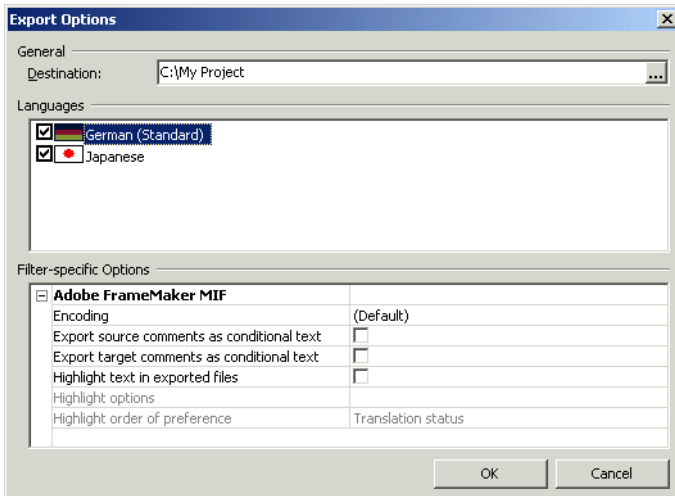 Export Options
General
Destination: C:\My Project ...
Languages
German (Standard)
Japanese
Filter-specific Options
Adobe FrameMaker MIF
Encoding (Default)
Export source comments as conditional text
Export target comments as conditional text
Highlight text in exported files
Highlight options
Highlight order of preference Translation status
OK Cancel